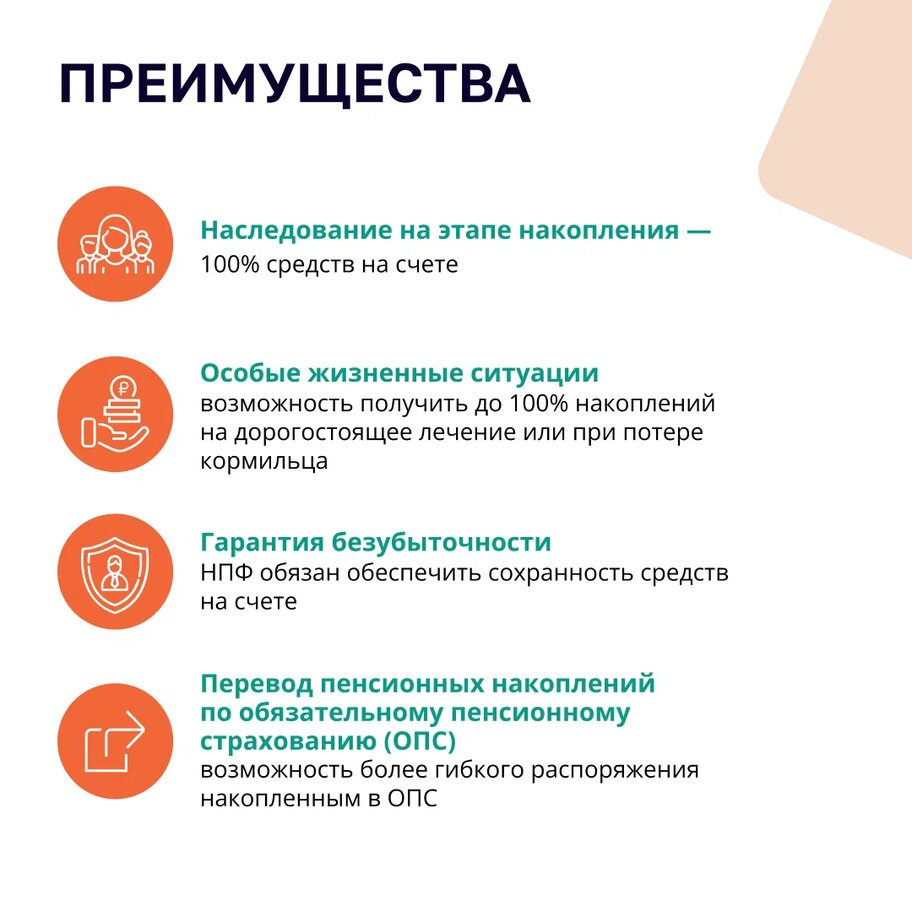 ПРЕИМУЩЕСТВА
Наследование на этапе накопления —
100% средств на счете
Особые жизненные ситуации
возможность получить до 100% накоплений
на дорогостоящее лечение или при потере
кормильца
Гарантия безубыточности
НПФ обязан обеспечить сохранность средств
на счете
Перевод пенсионных накоплений
по обязательному пенсионному
страхованию (ОПС)
возможность более гибкого распоряжения
накопленным в ОПС